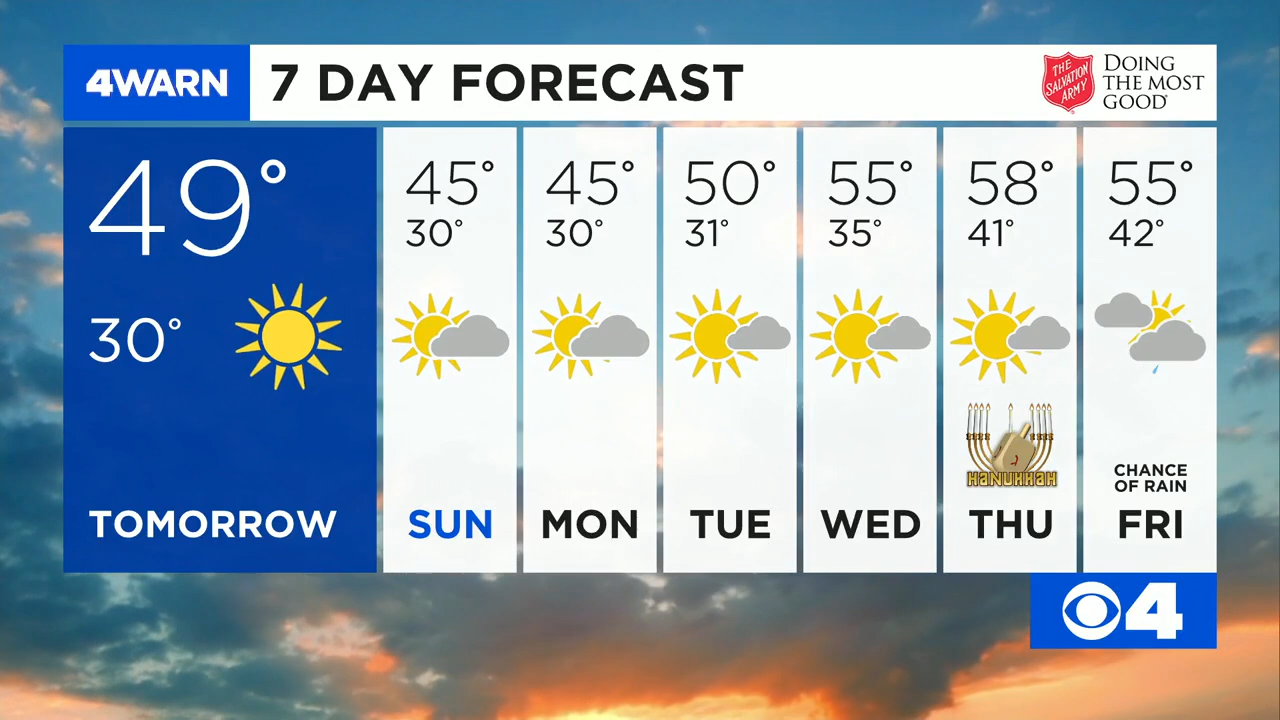 4WARN
7 DAY FORECAST
THE
SALVATION
ARMY
DOING
THE MOST
GOOD
49°
30°
TOMORROW
45°
30°
SUN
45°
30°
MON
50°
31°
TUE
55°
35°
WED
58°
41°
HANUKKAH
THU
55°
42°
CHANCE
OF RAIN
FRI
4